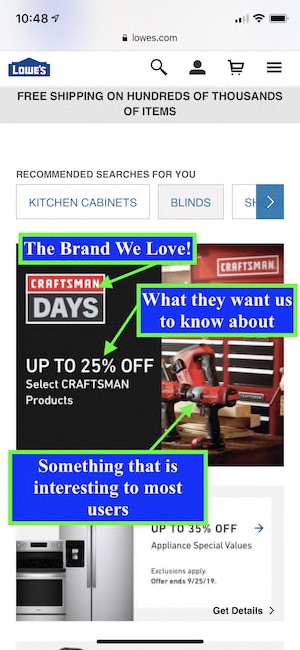 10:48
lowes.com
LOWE'S
FREE SHIPPING ON HUNDREDS OF THOUSANDS
OF ITEMS
RECOMMENDED SEARCHES FOR YOU
KITCHEN CABINETS
BLINDS
The Brand We Love!
CRAFTSMAN
DAYS
CRAFTSMAN
What they want us
to know about
UP TO 25% OFF
Select CRAFTSMAN
Products
Something that is
interesting to most
users
UP TO 35% OFF
Appliance Special Values
Exclusions apply.
Offer ends 9/25/19.
Get Details